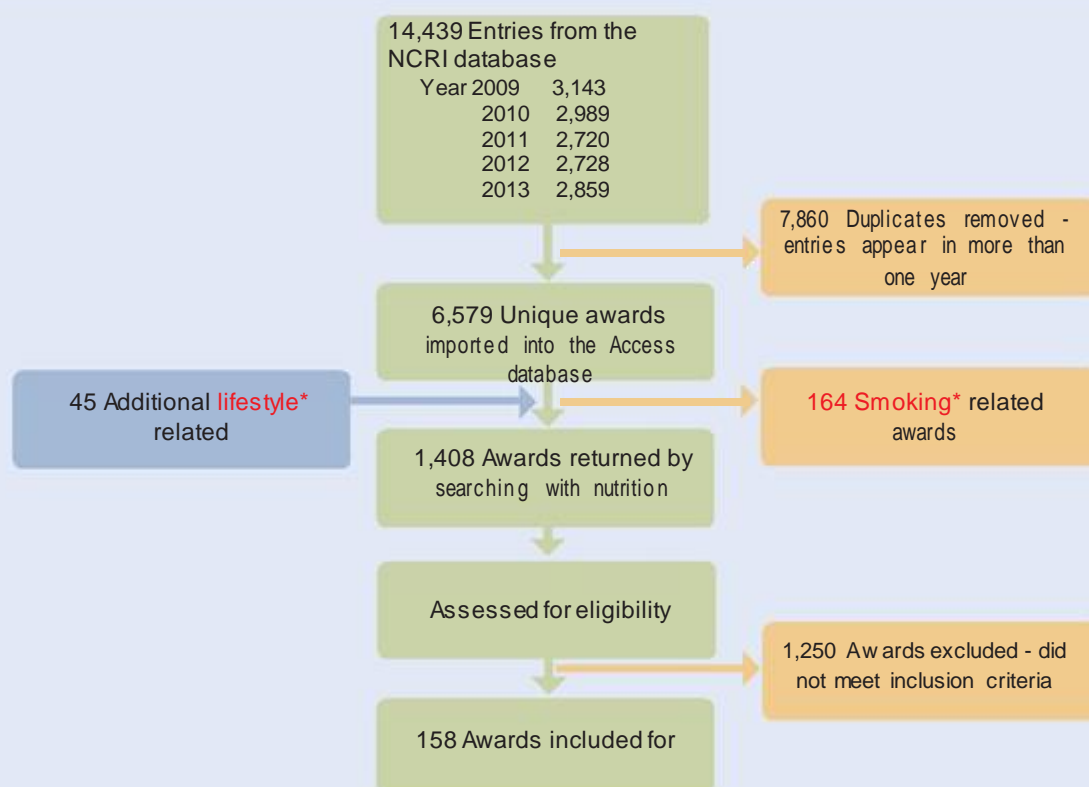 14,439 Entries from the
NCRI database
Year 2009 3,143
2010 2,989
2011 2,720
2012 2,728
2013 2,859
7,860 Duplicates removed -
entries appear in more than
one year
6,579 Unique awards
imported into the Access
database
45 Additional lifestyle*
related
164 Smoking* related
awards
1,408 Awards returned by
searching with nutrition
Assessed for eligibility
1,250 Awards excluded - did
not meet inclusion criteria
158 Awards included for